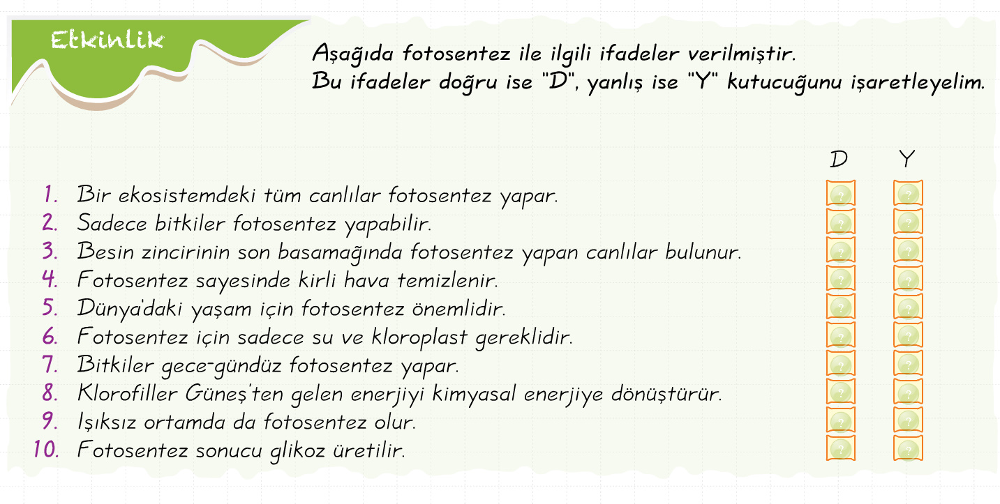 Etkinlik
Aşağıda fotosentez ile ilgili ifadeler verilmiştir.
Bu ifadeler doğru ise "D", yanlış ise "Y" kutucuğunu işaretleyelim.
D Y
1. Bir ekosistemdeki tüm canlılar fotosentez yapar. ? ?
2. Sadece bitkiler fotosentez yapabilir. ? ?
3. Besin zincirinin son basamağında fotosentez yapan canlılar bulunur. ? ?
4. Fotosentez sayesinde kirli hava temizlenir. ? ?
5. Dünya'daki yaşam için fotosentez önemlidir. ? ?
6. Fotosentez için sadece su ve kloroplast gereklidir. ? ?
7. Bitkiler gece-gündüz fotosentez yapar. ? ?
8. Klorofiller Güneş'ten gelen enerjiyi kimyasal enerjiye dönüştürür. ? ?
9. Işıksız ortamda da fotosentez olur. ? ?
10. Fotosentez sonucu glikoz üretilir. ? ?